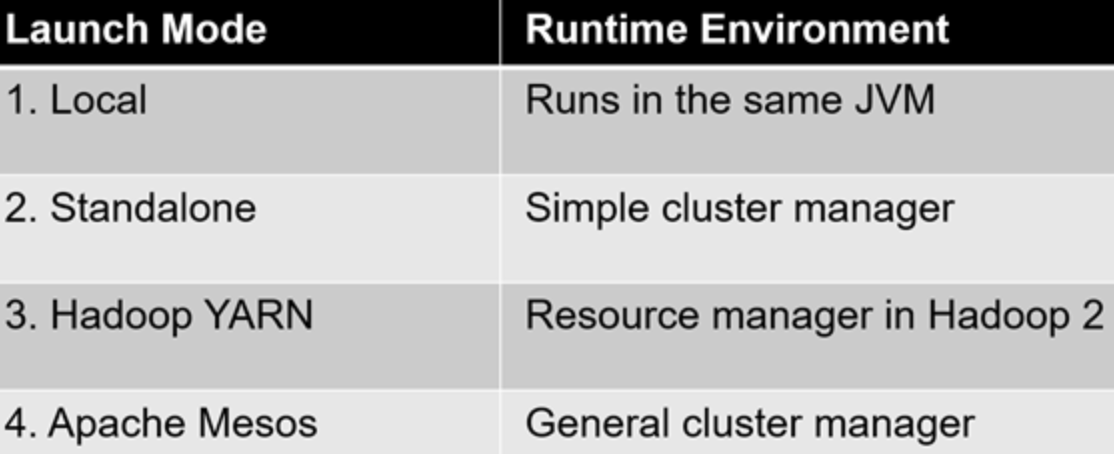 Launch Mode Runtime Environment
1. Local Runs in the same JVM
2. Standalone Simple cluster manager
3. Hadoop YARN Resource manager in Hadoop 2
4. Apache Mesos General cluster manager